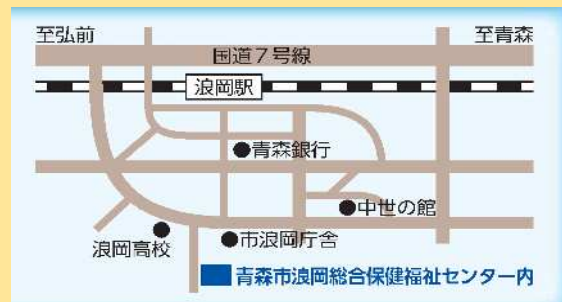 至弘前
至青森
国道7号線
浪岡駅
●青森銀行
●中世の館
浪岡高校
●市浪岡庁舎
青森市浪岡総合保健福祉センター内